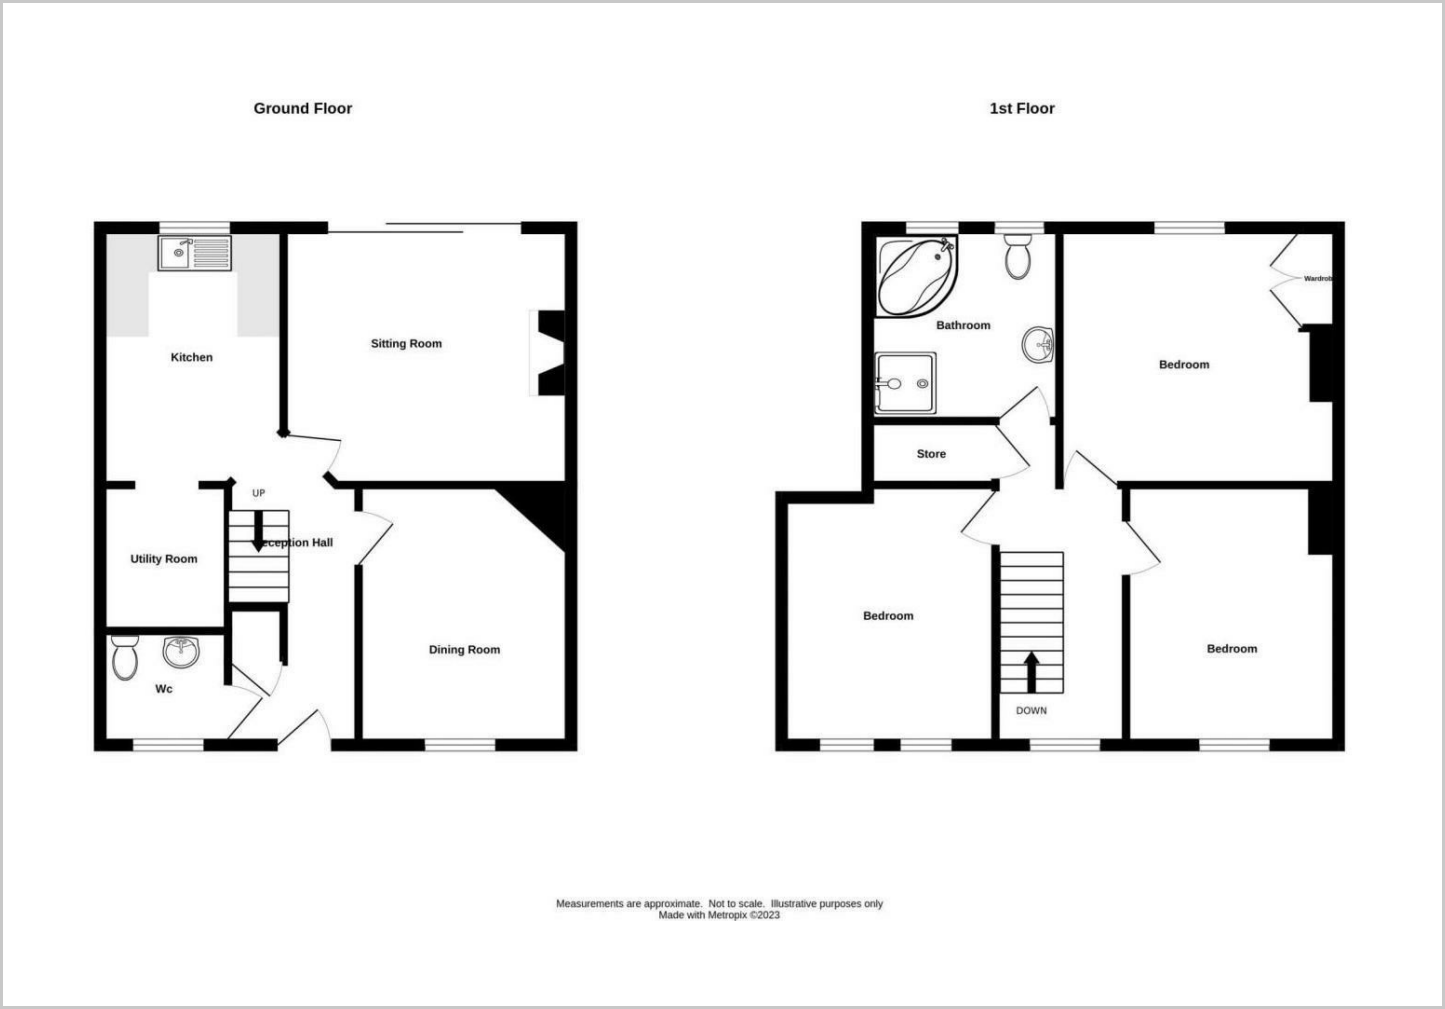 Ground Floor
1st Floor
Kitchen
Sitting Room
UP
eception Hall
Utility Room
Dining Room
Wc
Bathroom
Wardrob
Bedroom
Store
Bedroom
Bedroom
DOWN
Measurements are approximate. Not to scale. Illustrative purposes only
Made with Metropix ©2023